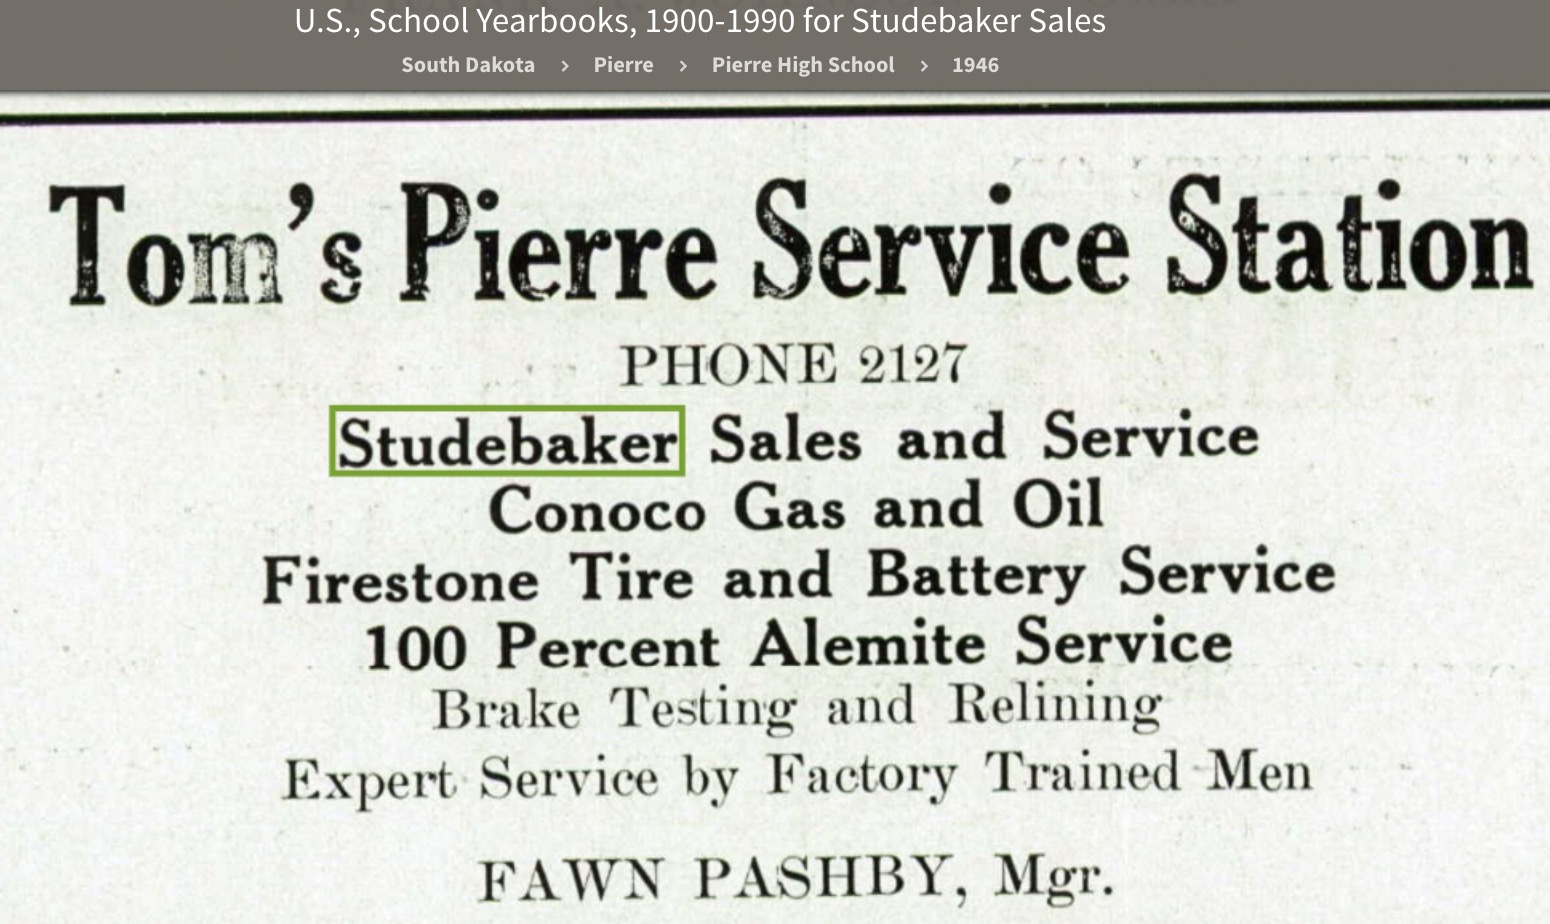 U.S., School Yearbooks, 1900-1990 for Studebaker Sales
South Dakota > Pierre > Pierre High School > 1946
Tom's Pierre Service Station
PHONE 2127
Studebaker Sales and Service
Conoco Gas and Oil
Firestone Tire and Battery Service
100 Percent Alemite Service
Brake Testing and Relining
Expert Service by Factory Trained Men
FAWN PASHBY, Mgr.